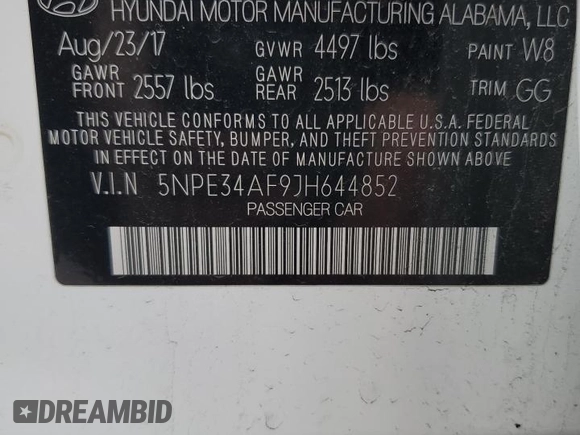 HYUNDAI MOTOR MANUFACTURING ALABAMA, LLC
Aug/23/17 GVWR 4497 lbs PAINT W8
GAWR FRONT 2557 lbs GAWR REAR 2513 lbs TRIM GG
THIS VEHICLE CONFORMS TO ALL APPLICABLE U.S.A. FEDERAL
MOTOR VEHICLE SAFETY, BUMPER, AND THEFT PREVENTION STANDARDS
IN EFFECT ON THE DATE OF MANUFACTURE SHOWN ABOVE.
V.I.N 5NPE34AF9JH644852
PASSENGER CAR
DREAMBID